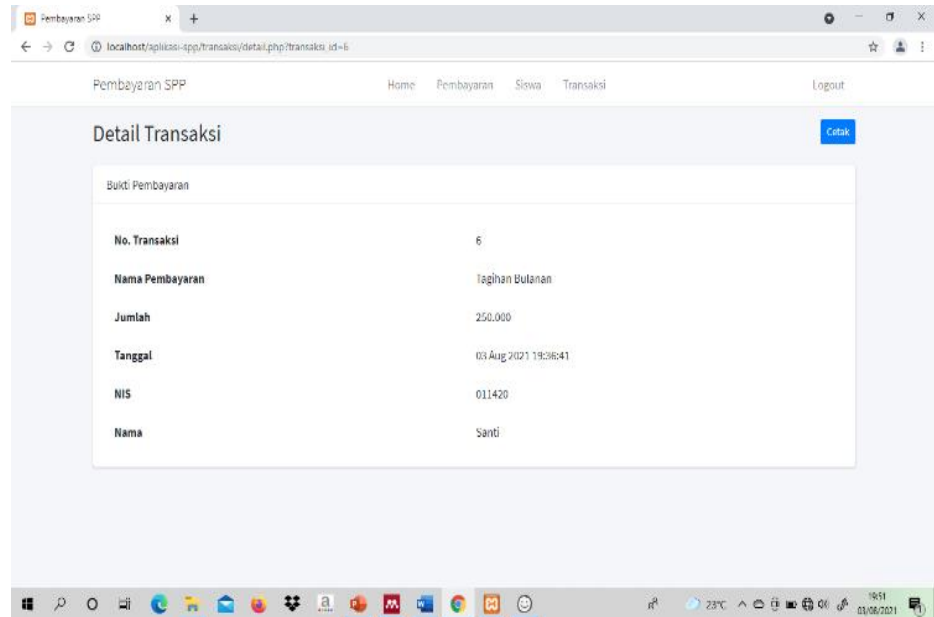 Pembayaran SPP
localhost/aplikasi-spp/transaksi/detail.php?transaksi_id=6
Pembayaran SPP Home Pembayaran Siswa Transaksi Logout
Detail Transaksi Cetak
Bukti Pembayaran
No. Transaksi 6
Nama Pembayaran Tagihan Bulanan
Jumlah 250.000
Tanggal 03 Aug 2021 19:36:41
NIS 011420
Nama Santi
23°C 19:51
03/08/2021